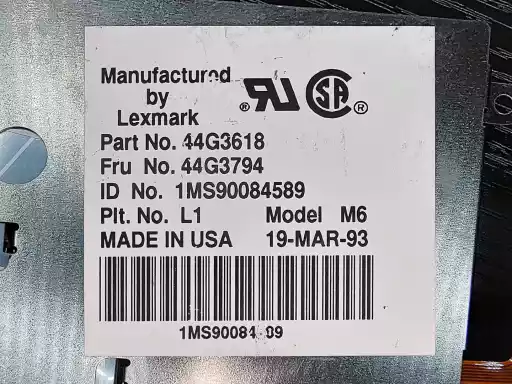 Manufactured
by
Lexmark
Part No. 44G3618
Fru No. 44G3794
ID No. 1MS90084589
Plt. No. L1 Model M6
MADE IN USA 19-MAR-93